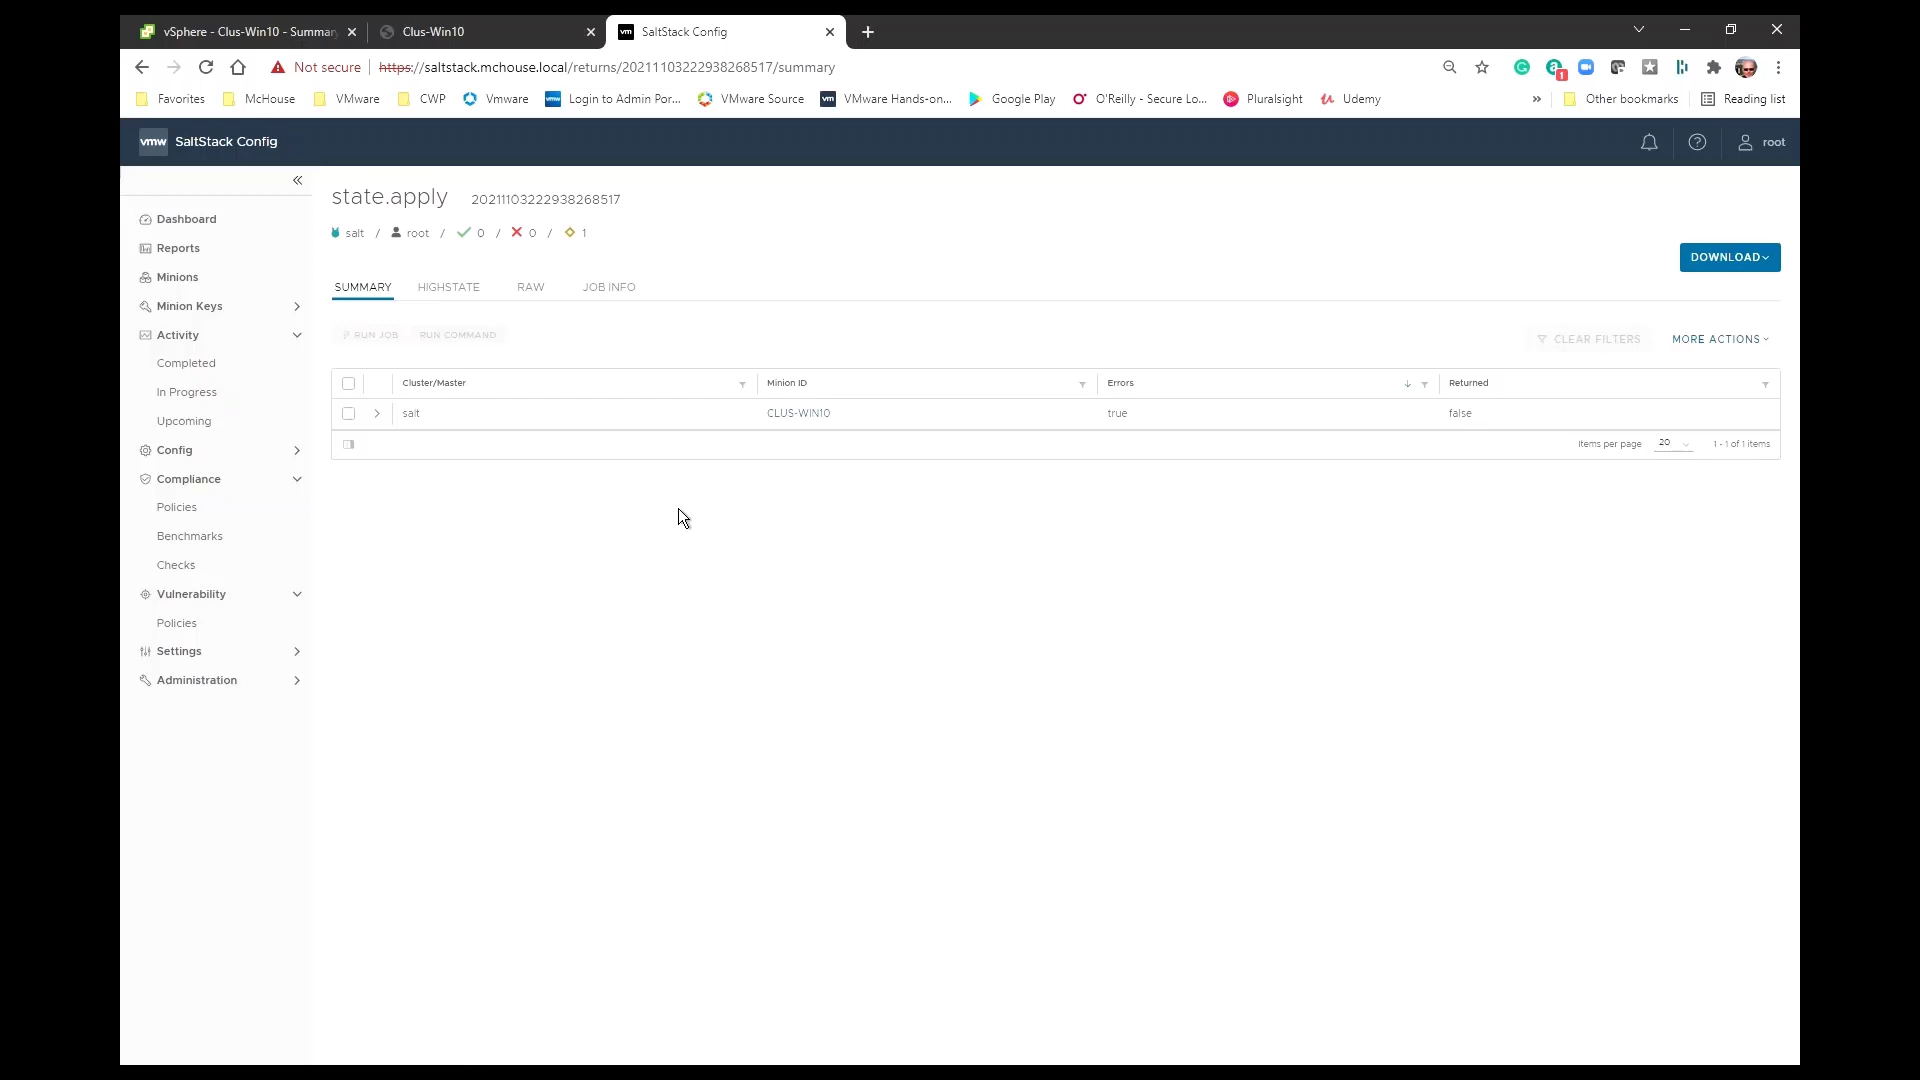 vSphere - Clus-Win10 - Summar
Clus-Win10
SaltStack Config
Not secure
https://saltstack.mchouse.local/returns/20211103222938268517/summary
1
Favorites
McHouse
VMware
CWP
Vmware
Login to Admin Por...
VMware Source
VMware Hands-on...
Google Play
O'Reilly - Secure Lo...
Pluralsight
Udemy
»
Other bookmarks
Reading list
vmw SaltStack Config
root
Dashboard
Reports
Minions
Minion Keys
Activity
Completed
In Progress
Upcoming
Config
Compliance
Policies
Benchmarks
Checks
Vulnerability
Policies
Settings
Administration
state.apply 20211103222938268517
salt / root / 0 / 0 / 1
DOWNLOAD
SUMMARY HIGHSTATE RAW JOB INFO
RUN JOB RUN COMMAND
CLEAR FILTERS MORE ACTIONS
Cluster/Master Minion ID Errors Returned
salt CLUS-WIN10 true false
Items per page 20 1 - 1 of 1 items